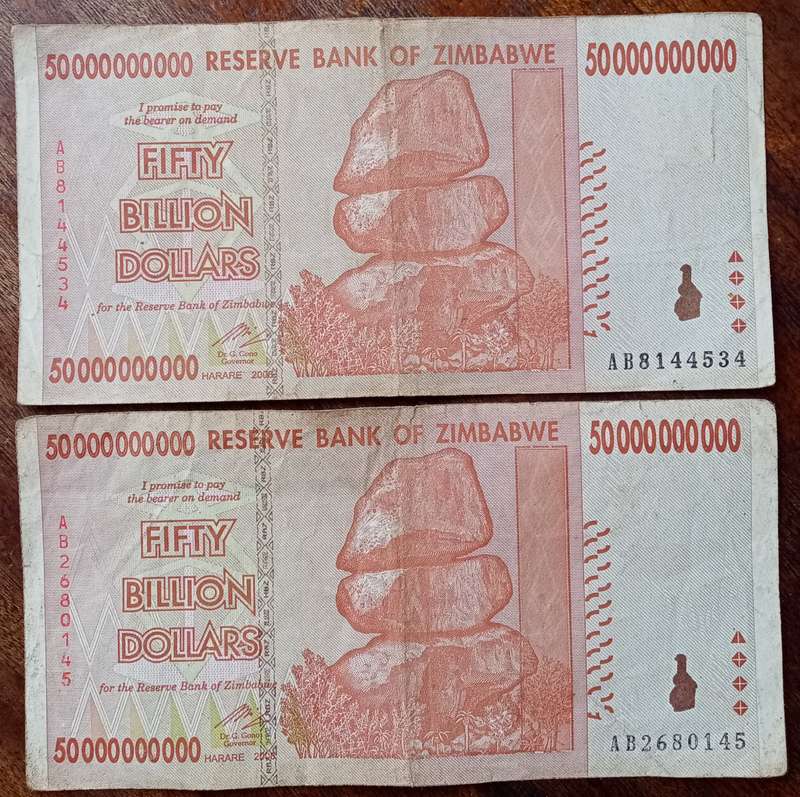 50000000000 RESERVE BANK OF ZIMBABWE 50000000000
I promise to pay
the bearer on demand
FIFTY
BILLION
DOLLARS
AB8144534
for the Reserve Bank of Zimbabwe
Dr. G. Gono
Governor
50000000000 HARARE 2008
AB8144534
50000000000 RESERVE BANK OF ZIMBABWE 50000000000
I promise to pay
the bearer on demand
FIFTY
BILLION
DOLLARS
AB2680145
for the Reserve Bank of Zimbabwe
Dr. G. Gono
Governor
50000000000 HARARE 2008
AB2680145